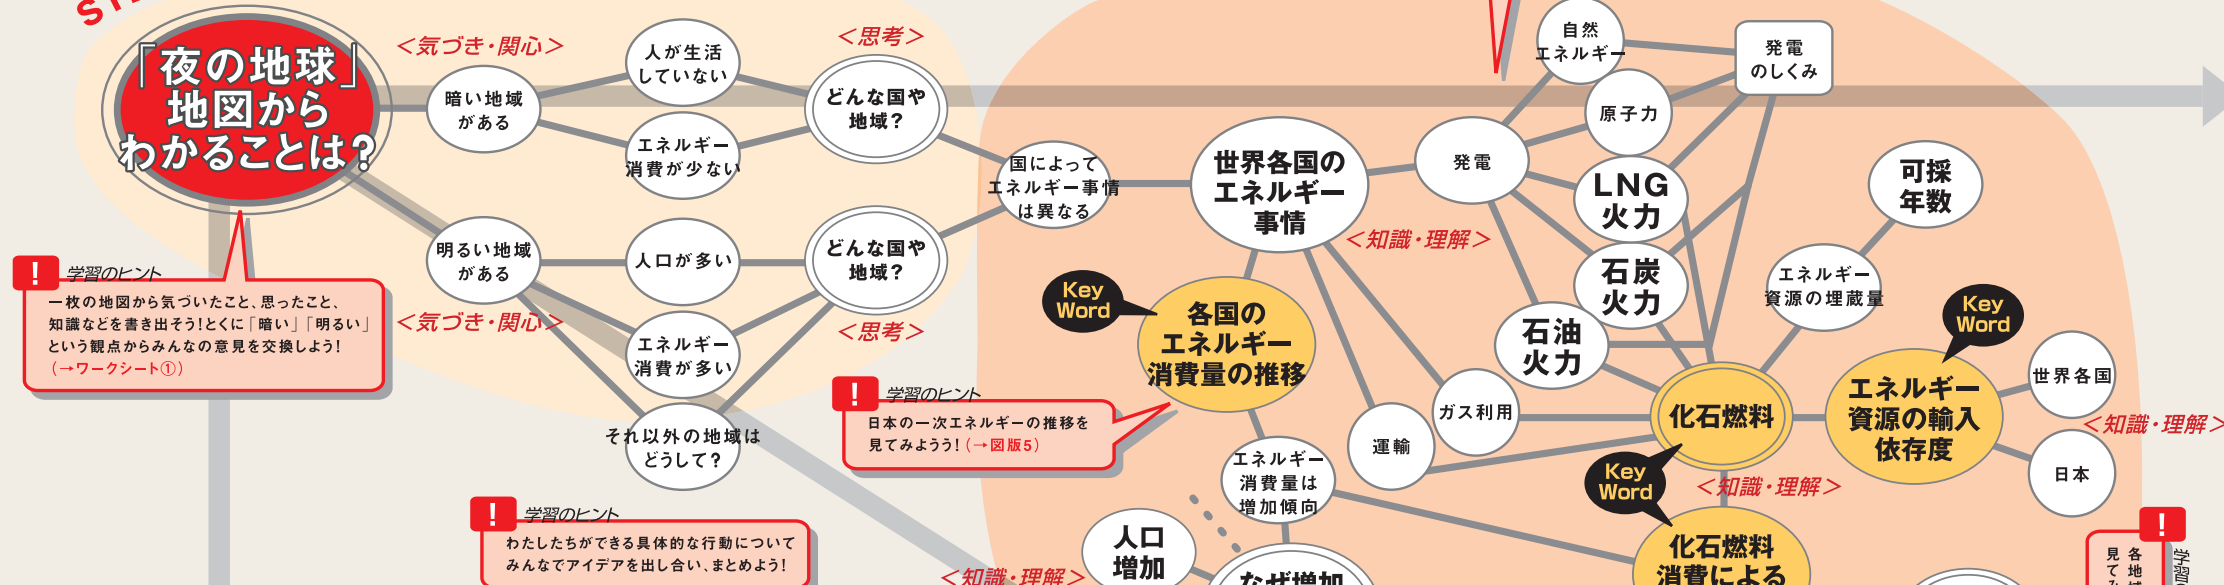 「夜の地球」
地図から
わかることは?
<気づき・関心>
暗い地域
がある
人が生活
していない
エネルギー
消費が少ない
<思考>
どんな国や
地域?
明るい地域
がある
<気づき・関心>
人口が多い
エネルギー
消費が多い
それ以外の地域は
どうして?
どんな国や
地域?
<思考>
!
学習のヒント
一枚の地図から気づいたこと、思ったこと、
知識などを書き出そう!とくに「暗い」「明るい」
という観点からみんなの意見を交換しよう!
(→ワークシート①)
!
学習のヒント
わたしたちができる具体的な行動について
みんなでアイデアを出し合い、まとめよう!
!
学習のヒント
日本の一次エネルギーの推移を
見てみようう!(→図版5)
国によって
エネルギー事情
は異なる
世界各国の
エネルギー
事情
<知識・理解>
Key
Word
各国の
エネルギー
消費量の推移
エネルギー
消費量は
増加傾向
人口
増加
<知識・理解>
なぜ増加
発電
自然
エネルギー
原子力
LNG
火力
石炭
火力
石油
火力
発電
のしくみ
ガス利用
運輸
化石燃料
Key
Word
<知識・理解>
化石燃料
消費による
可採
年数
エネルギー
資源の埋蔵量
Key
Word
エネルギー
資源の輸入
依存度
世界各国
<知識・理解>
日本
!
学習の
各地域
見てみ